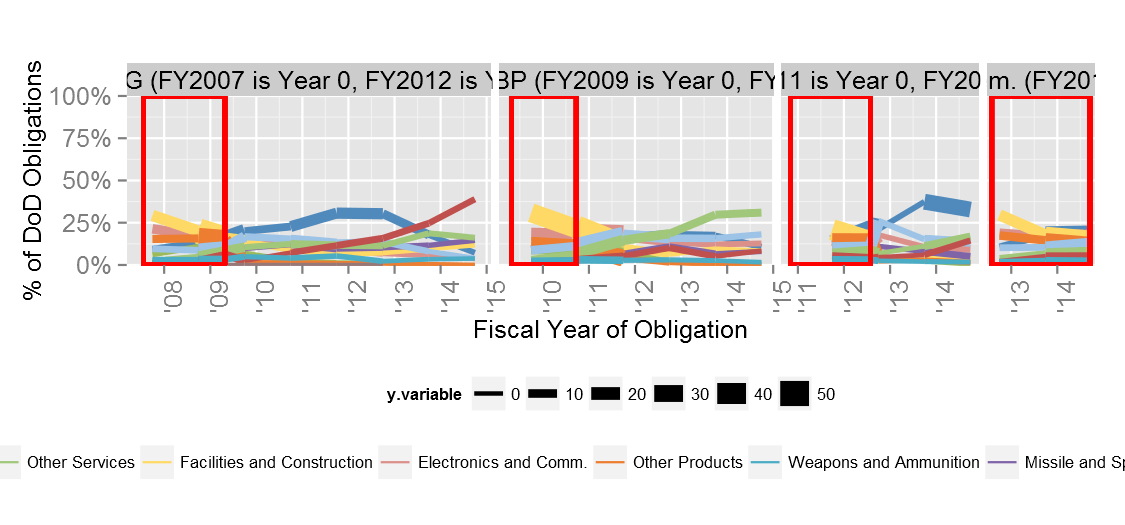 G (FY2007 is Year 0, FY2012 is Y
BP (FY2009 is Year 0, FY
11 is Year 0, FY20
m. (FY201
% of DoD Obligations
100%
75%
50%
25%
0%
'08 '09 '10 '11 '12 '13 '14 '15
'10 '11 '12 '13 '14 '15
'11 '12 '13 '14
'13 '14
Fiscal Year of Obligation
y.variable 0 10 20 30 40 50
Other Services Facilities and Construction Electronics and Comm. Other Products Weapons and Ammunition Missile and Sp